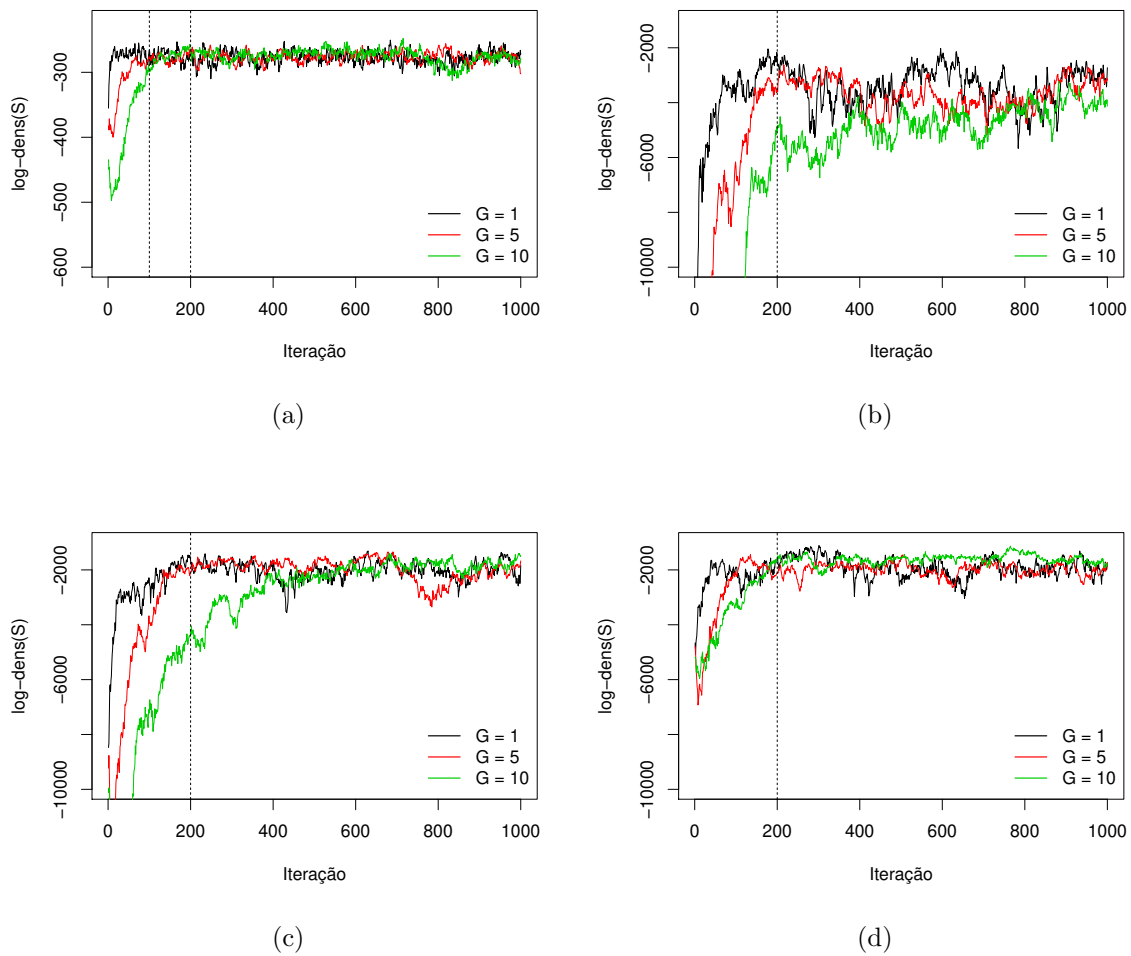 log−dens(S)
−300
−400
−500
−600
G = 1
G = 5
G = 10
0 200 400 600 800 1000
Iteração
(a)
log−dens(S)
−2000
−6000
−10000
G = 1
G = 5
G = 10
0 200 400 600 800 1000
Iteração
(b)
log−dens(S)
−2000
−6000
−10000
G = 1
G = 5
G = 10
0 200 400 600 800 1000
Iteração
(c)
log−dens(S)
−2000
−6000
−10000
G = 1
G = 5
G = 10
0 200 400 600 800 1000
Iteração
(d)